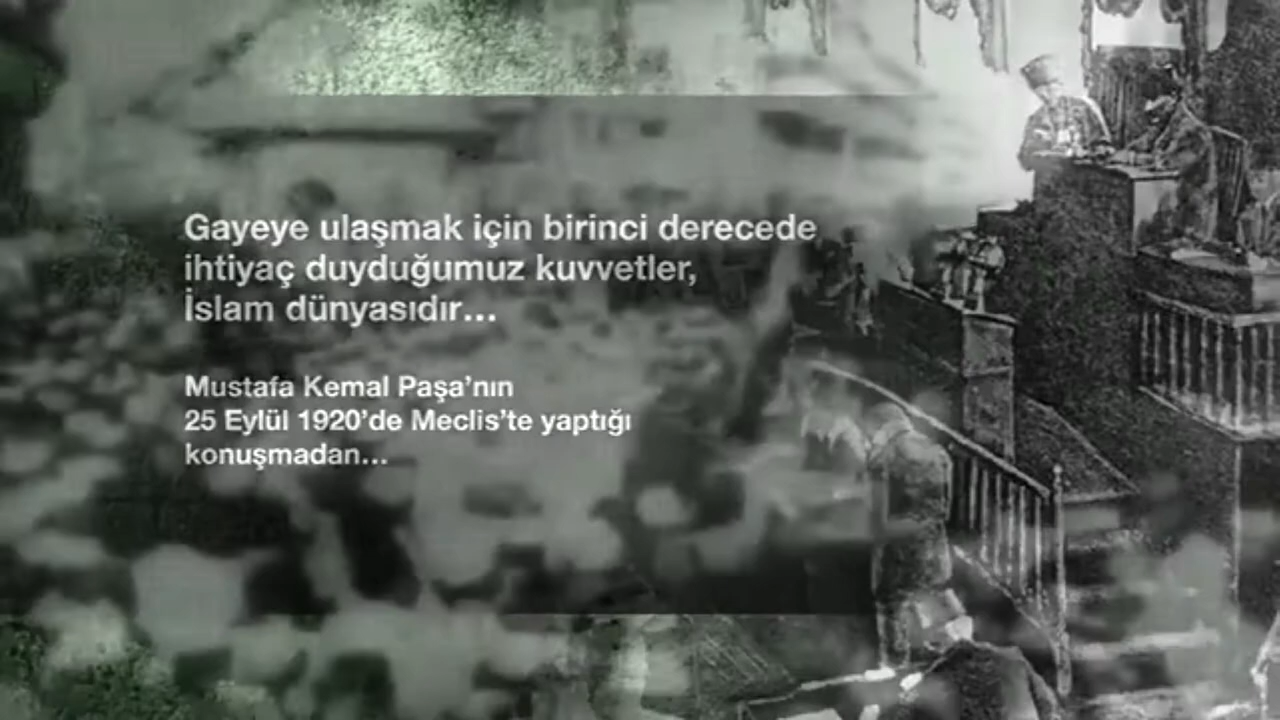 Gayeye ulaşmak için birinci derecede
ihtiyaç duyduğumuz kuvvetler,
İslam dünyasıdır...
Mustafa Kemal Paşa’nın
25 Eylül 1920’de Meclis’te yaptığı
konuşmadan...